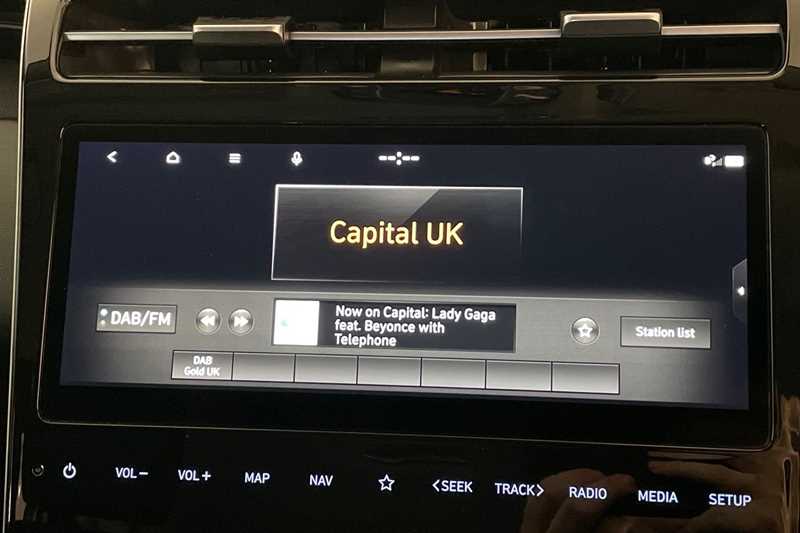 --:--
Capital UK
DAB/FM
Now on Capital: Lady Gaga
feat. Beyonce with
Telephone
Station list
DAB
Gold UK
VOL−
VOL+
MAP
NAV
<SEEK
TRACK>
RADIO
MEDIA
SETUP